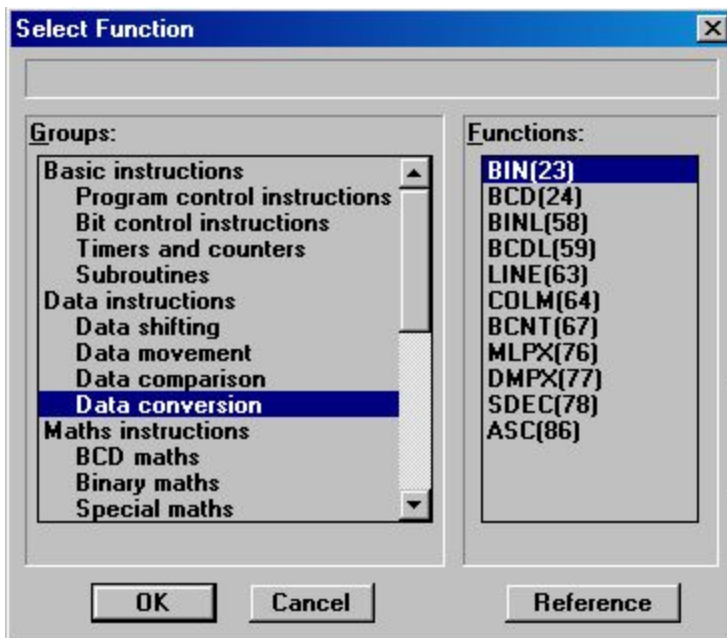 Select Function
Groups:
Basic instructions
Program control instructions
Bit control instructions
Timers and counters
Subroutines
Data instructions
Data shifting
Data movement
Data comparison
Data conversion
Maths instructions
BCD maths
Binary maths
Special maths
Functions:
BIN(23)
BCD(24)
BINL(58)
BCDL(59)
LINE(63)
COLM(64)
BCNT(67)
MLPX(76)
DMPX(77)
SDEC(78)
ASC(86)
OK
Cancel
Reference